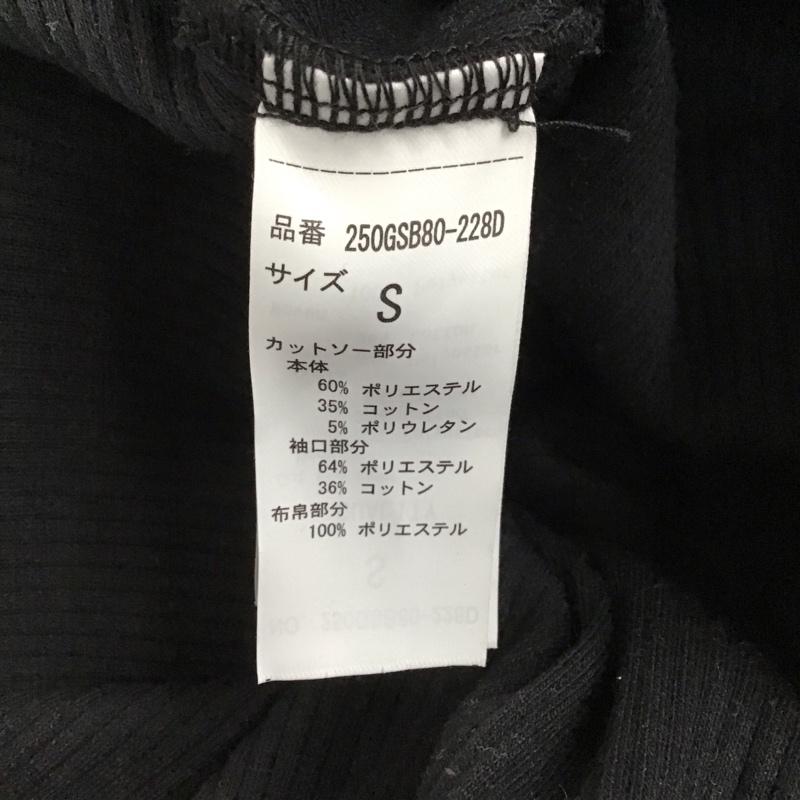 品番 250GSB80-228D
サイズ S
カットソー部分
本体
60% ポリエステル
35% コットン
5% ポリウレタン
袖口部分
64% ポリエステル
36% コットン
布帛部分
100% ポリエステル